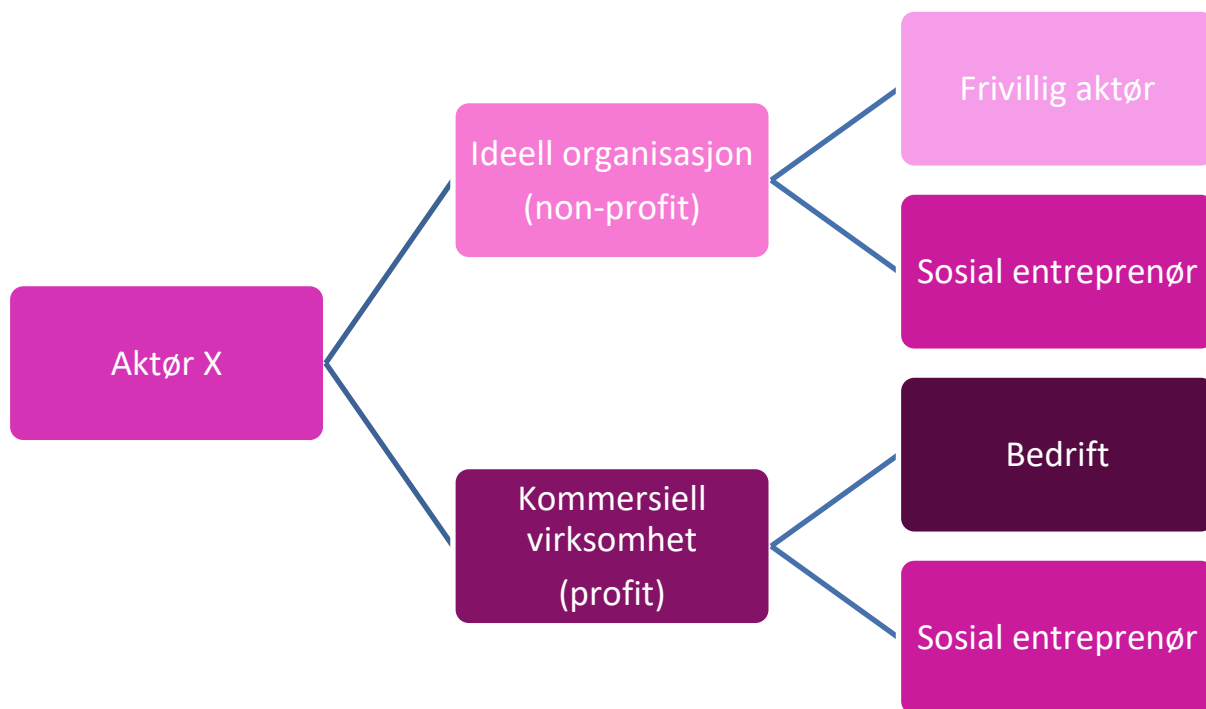 Frivillig aktør
Ideell organisasjon
(non-profit)
Sosial entreprenør
Aktør X
Bedrift
Kommersiell
virksomhet
(profit)
Sosial entreprenør